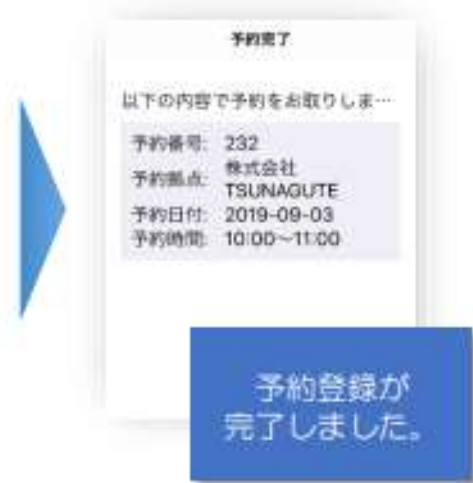 予約完了
以下の内容で予約をお取りしま…
予約番号: 232
予約拠点: 株式会社
TSUNAGUTE
予約日付: 2019-09-03
予約時間: 10:00～11:00
予約登録が
完了しました。